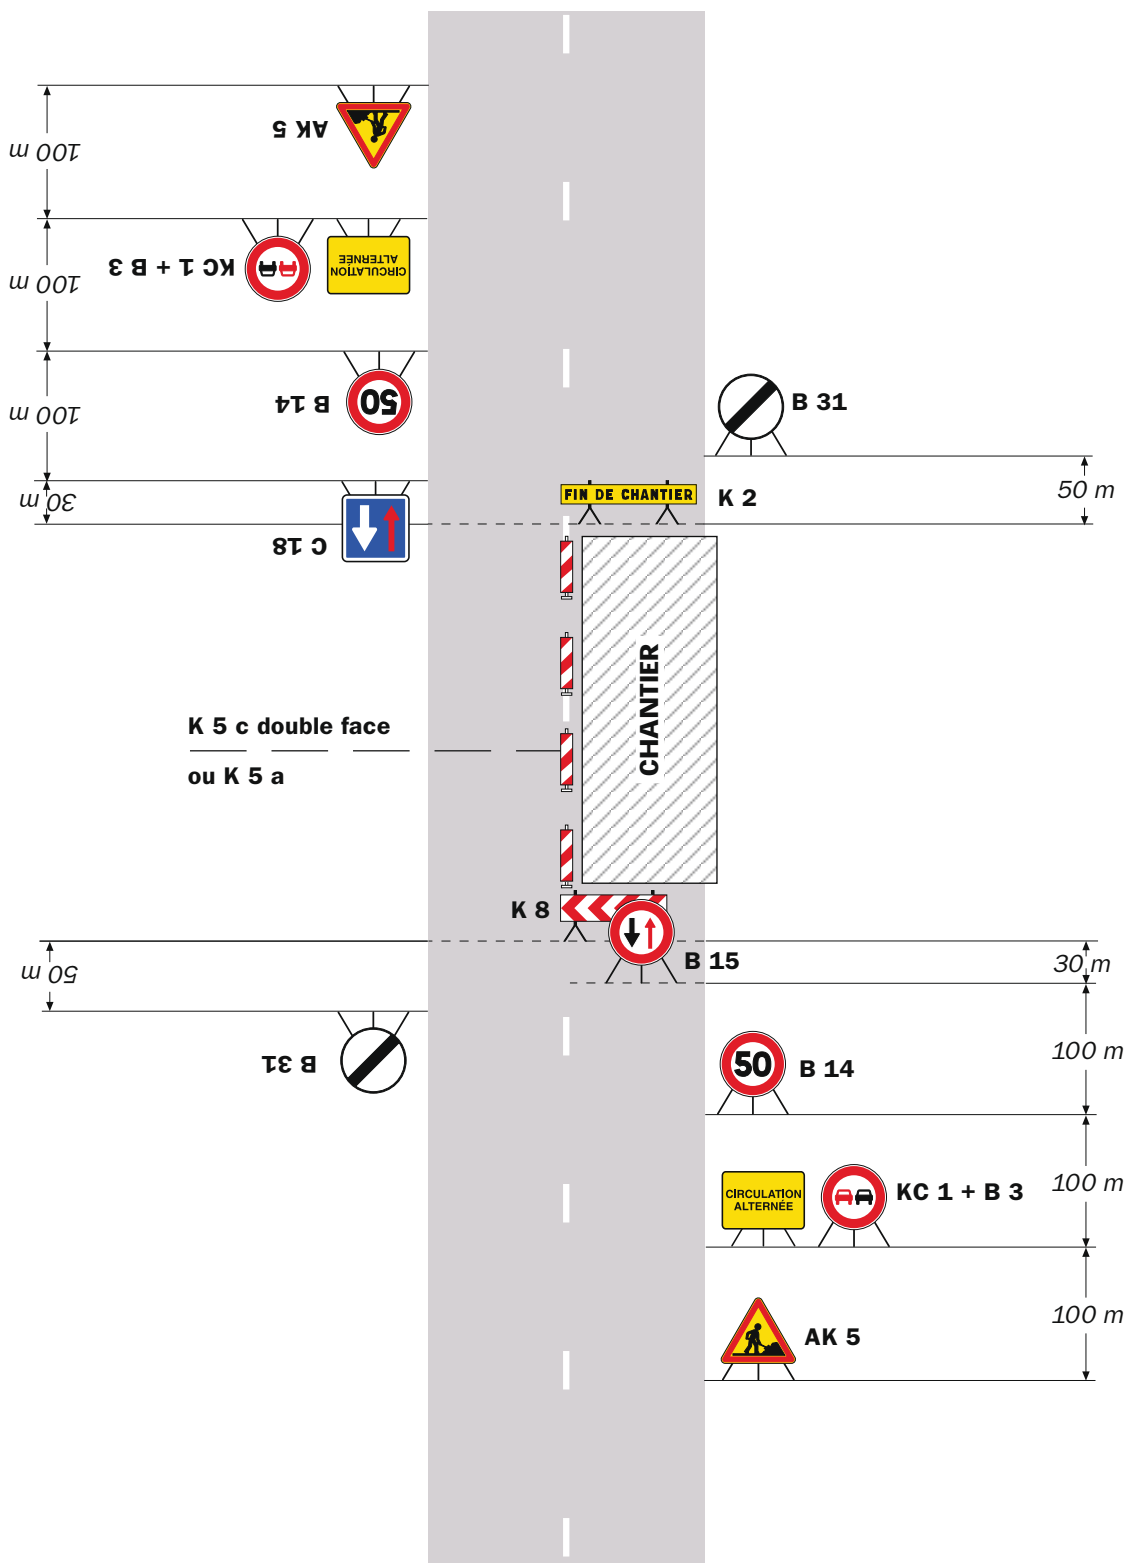 AK 5
100 m
KC 1 + B 3
CIRCULATION
ALTERNÉE
100 m
B 14
50
100 m
B 31
50 m
30 m
C 18
FIN DE CHANTIER
K 2
CHANTIER
K 5 c double face
ou K 5 a
K 8
B 15
30 m
50 m
B 31
50
B 14
100 m
CIRCULATION
ALTERNÉE
KC 1 + B 3
100 m
AK 5
100 m